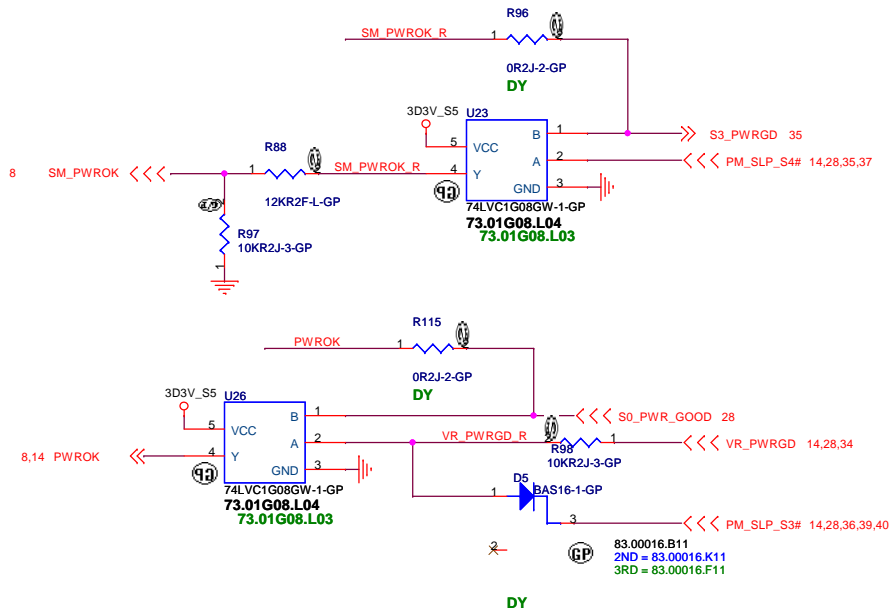 R96
SM_PWROK_R 1 2
0R2J-2-GP
DY
3D3V_S5 U23
5 VCC B 1 S3_PWRGD 35
A 2 PM_SLP_S4# 14,28,35,37
4 Y GND 3
R88
8 SM_PWROK 1 2 SM_PWROK_R
12KR2F-L-GP
GP
74LVC1G08GW-1-GP
73.01G08.L04
73.01G08.L03
R97
10KR2J-3-GP
1
R115
PWROK 1 2
0R2J-2-GP
DY
3D3V_S5 U26
5 VCC B 1 S0_PWR_GOOD 28
A 2 VR_PWRGD_R 1 VR_PWRGD 14,28,34
R98
10KR2J-3-GP
8,14 PWROK 4 Y GND 3
GP
74LVC1G08GW-1-GP
73.01G08.L04
73.01G08.L03
D5
1 BAS16-1-GP
3 PM_SLP_S3# 14,28,36,39,40
2
GP
83.00016.B11
2ND = 83.00016.K11
3RD = 83.00016.F11
DY